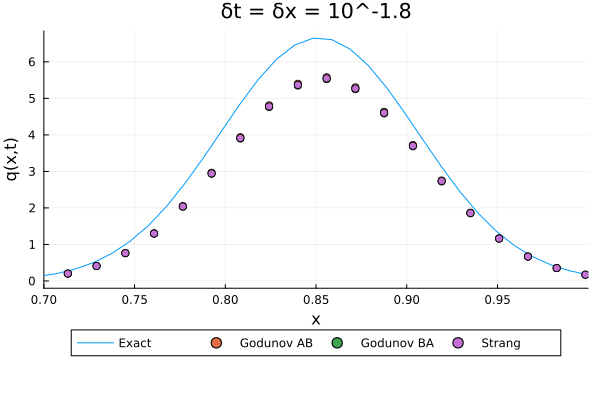 δt = δx = 10^-1.8
q(x,t)
6
5
4
3
2
1
0
0.70 0.75 0.80 0.85 0.90 0.95
x
Exact Godunov AB Godunov BA Strang